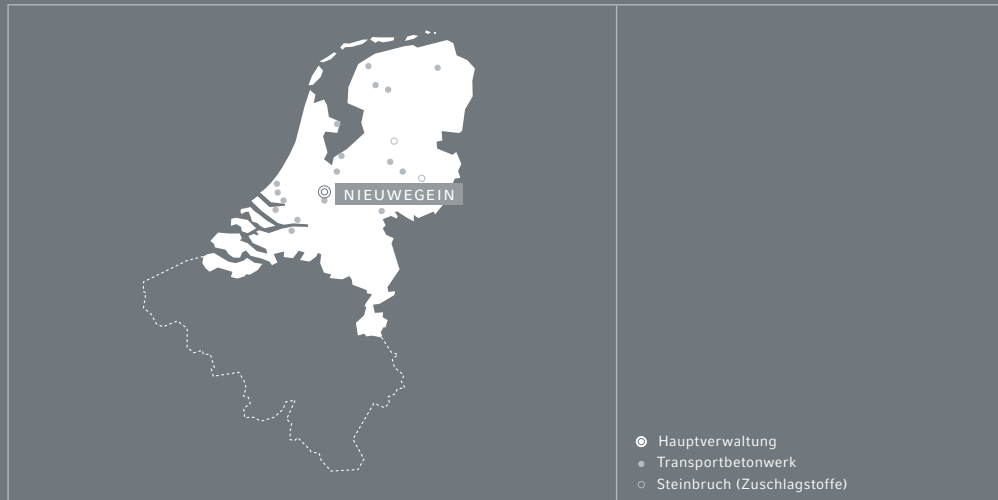 NIEUWEGEIN
Hauptverwaltung
Transportbetonwerk
Steinbruch (Zuschlagstoffe)